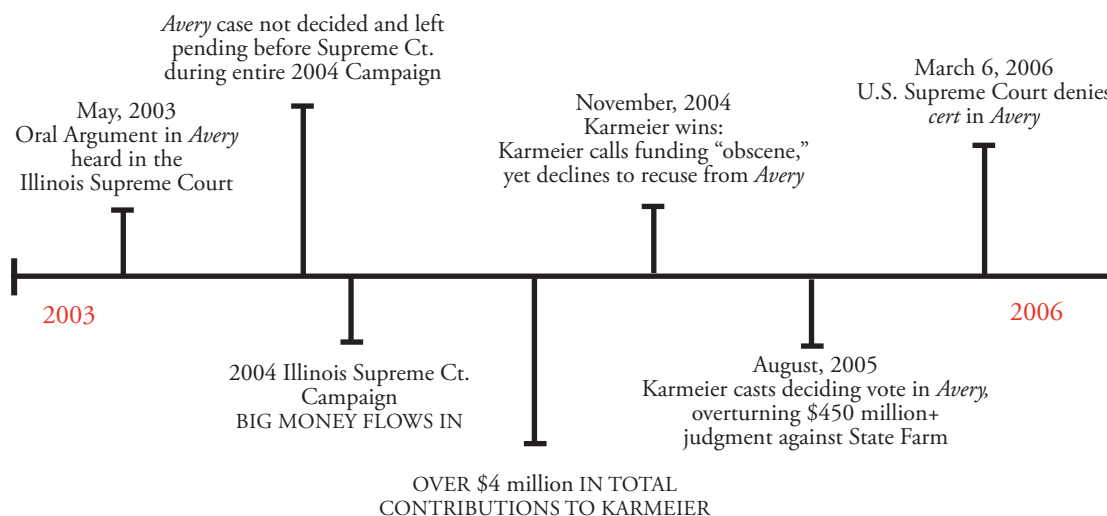 Avery case not decided and left
pending before Supreme Ct.
during entire 2004 Campaign
May, 2003
Oral Argument in Avery
heard in the
Illinois Supreme Court
November, 2004
Karmeier wins:
Karmeier calls funding “obscene,”
yet declines to recuse from Avery
March 6, 2006
U.S. Supreme Court denies
cert in Avery
2003
2006
2004 Illinois Supreme Ct.
Campaign
BIG MONEY FLOWS IN
August, 2005
Karmeier casts deciding vote in Avery,
overturning $450 million+
judgment against State Farm
OVER $4 million IN TOTAL
CONTRIBUTIONS TO KARMEIER